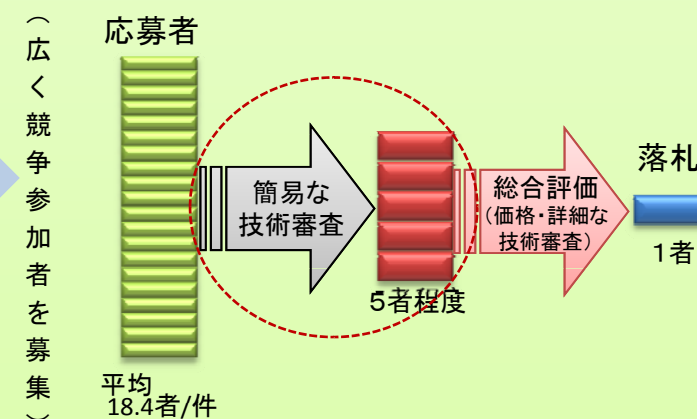 （広く競争参加者を募集）
応募者
簡易な
技術審査
平均
18.4者/件
5者程度
総合評価
（価格・詳細な
技術審査）
落札
1者